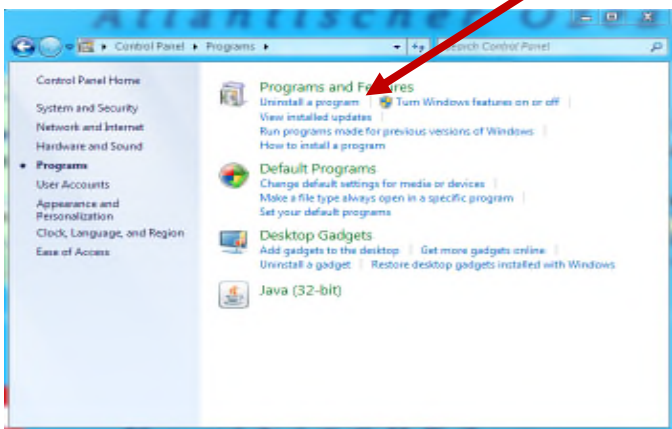 Atlantischer
Control Panel ▸ Programs ▸
Search Control Panel
Control Panel Home
System and Security
Network and Internet
Hardware and Sound
Programs
User Accounts
Appearance and
Personalization
Clock, Language, and Region
Ease of Access
Programs and Features
Uninstall a program | Turn Windows features on or off
View installed updates
Run programs made for previous versions of Windows
How to install a program
Default Programs
Change default settings for media or devices
Make a file type always open in a specific program
Set your default programs
Desktop Gadgets
Add gadgets to the desktop | Get more gadgets online
Uninstall a gadget | Restore desktop gadgets installed with Windows
Java (32-bit)